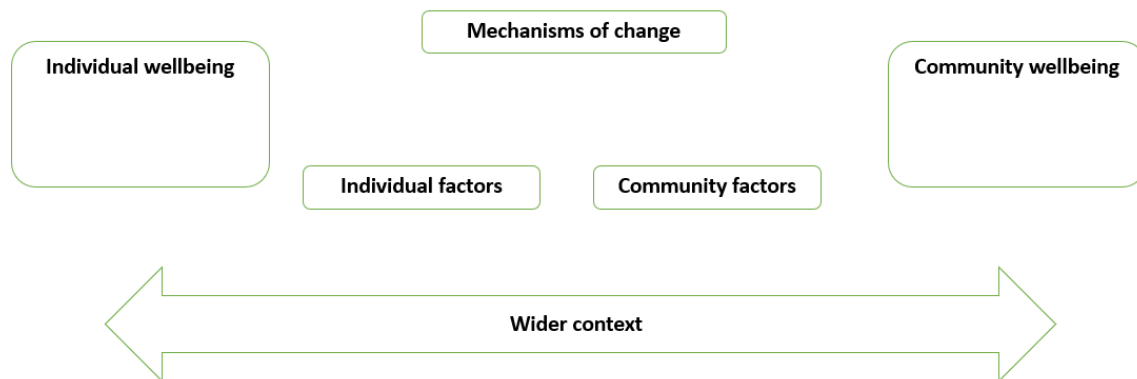 Mechanisms of change
Individual wellbeing
Community wellbeing
Individual factors
Community factors
Wider context